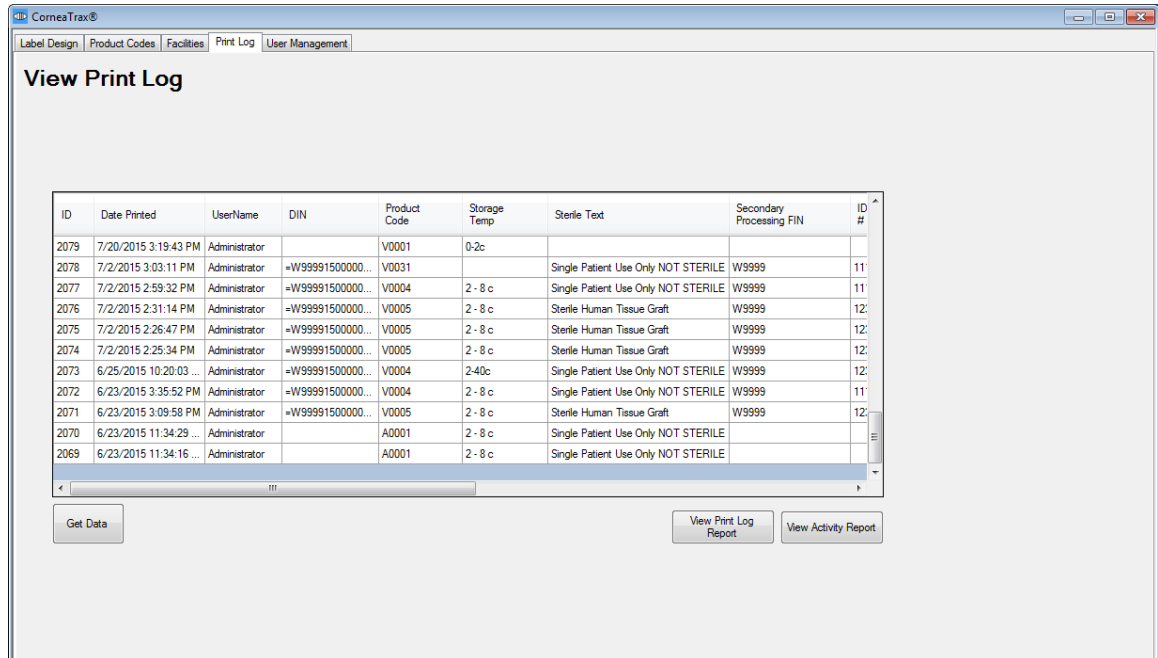 CorneaTrax®
Label Design Product Codes Facilities Print Log User Management
View Print Log
ID Date Printed UserName DIN Product Code Storage Temp Sterile Text Secondary Processing FIN ID #
2079 7/20/2015 3:19:43 PM Administrator V0001 0-2c
2078 7/2/2015 3:03:11 PM Administrator =W99991500000... V0031 Single Patient Use Only NOT STERILE W9999 11
2077 7/2/2015 2:59:32 PM Administrator =W99991500000... V0004 2 - 8 c Single Patient Use Only NOT STERILE W9999 11
2076 7/2/2015 2:31:14 PM Administrator =W99991500000... V0005 2 - 8 c Sterile Human Tissue Graft W9999 12
2075 7/2/2015 2:26:47 PM Administrator =W99991500000... V0005 2 - 8 c Sterile Human Tissue Graft W9999 12
2074 7/2/2015 2:25:34 PM Administrator =W99991500000... V0005 2 - 8 c Sterile Human Tissue Graft W9999 12
2073 6/25/2015 10:20:03 ... Administrator =W99991500000... V0004 2-40c Single Patient Use Only NOT STERILE W9999 12
2072 6/23/2015 3:35:52 PM Administrator =W99991500000... V0004 2 - 8 c Single Patient Use Only NOT STERILE W9999 11
2071 6/23/2015 3:09:58 PM Administrator =W99991500000... V0005 2 - 8 c Sterile Human Tissue Graft W9999 12
2070 6/23/2015 11:34:29 ... Administrator A0001 2 - 8 c Single Patient Use Only NOT STERILE
2069 6/23/2015 11:34:16 ... Administrator A0001 2 - 8 c Single Patient Use Only NOT STERILE
Get Data
View Print Log Report
View Activity Report